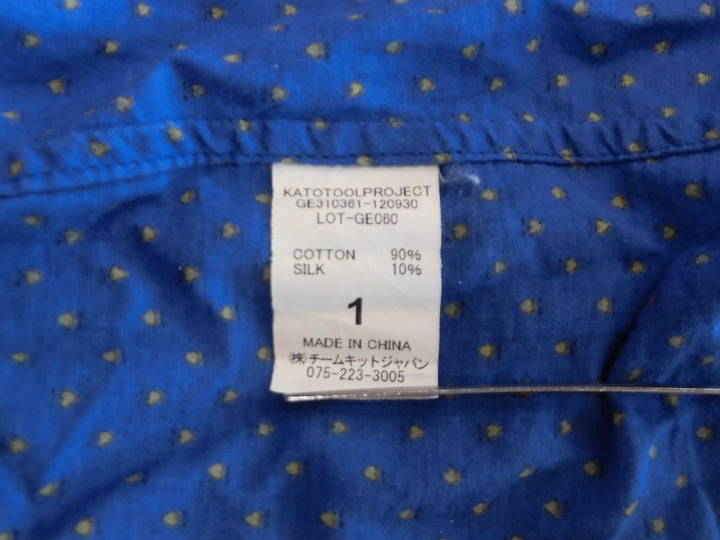 KATOTOOLPROJECT
GE310361-120930
LOT-GE060
COTTON 90%
SILK 10%
1
MADE IN CHINA
㈱チームキットジャパン
075-223-3005